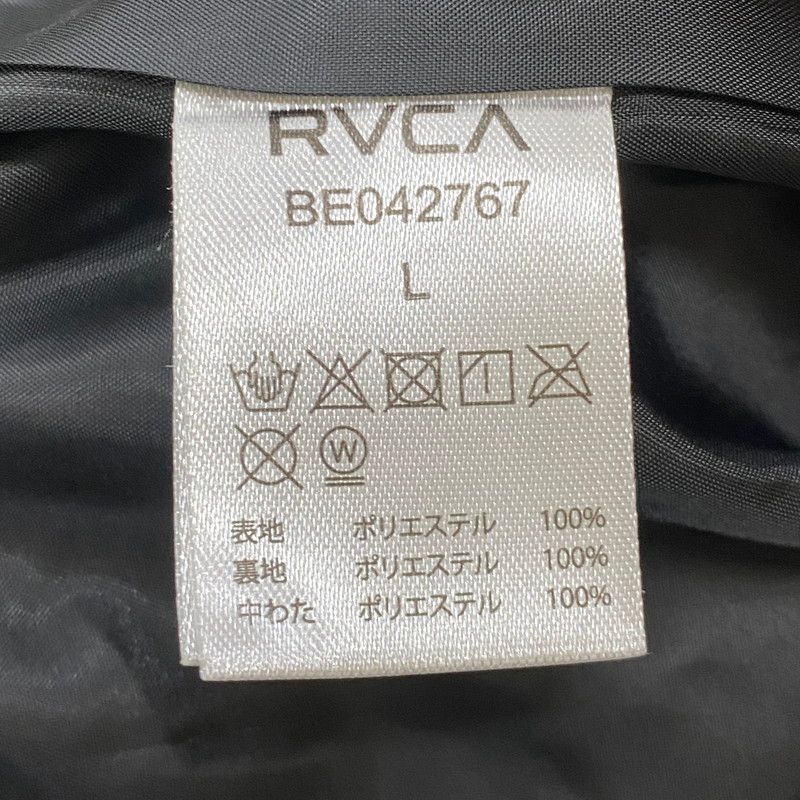 RVCA
BE042767
L
W
表地 ポリエステル 100%
裏地 ポリエステル 100%
中わた ポリエステル 100%